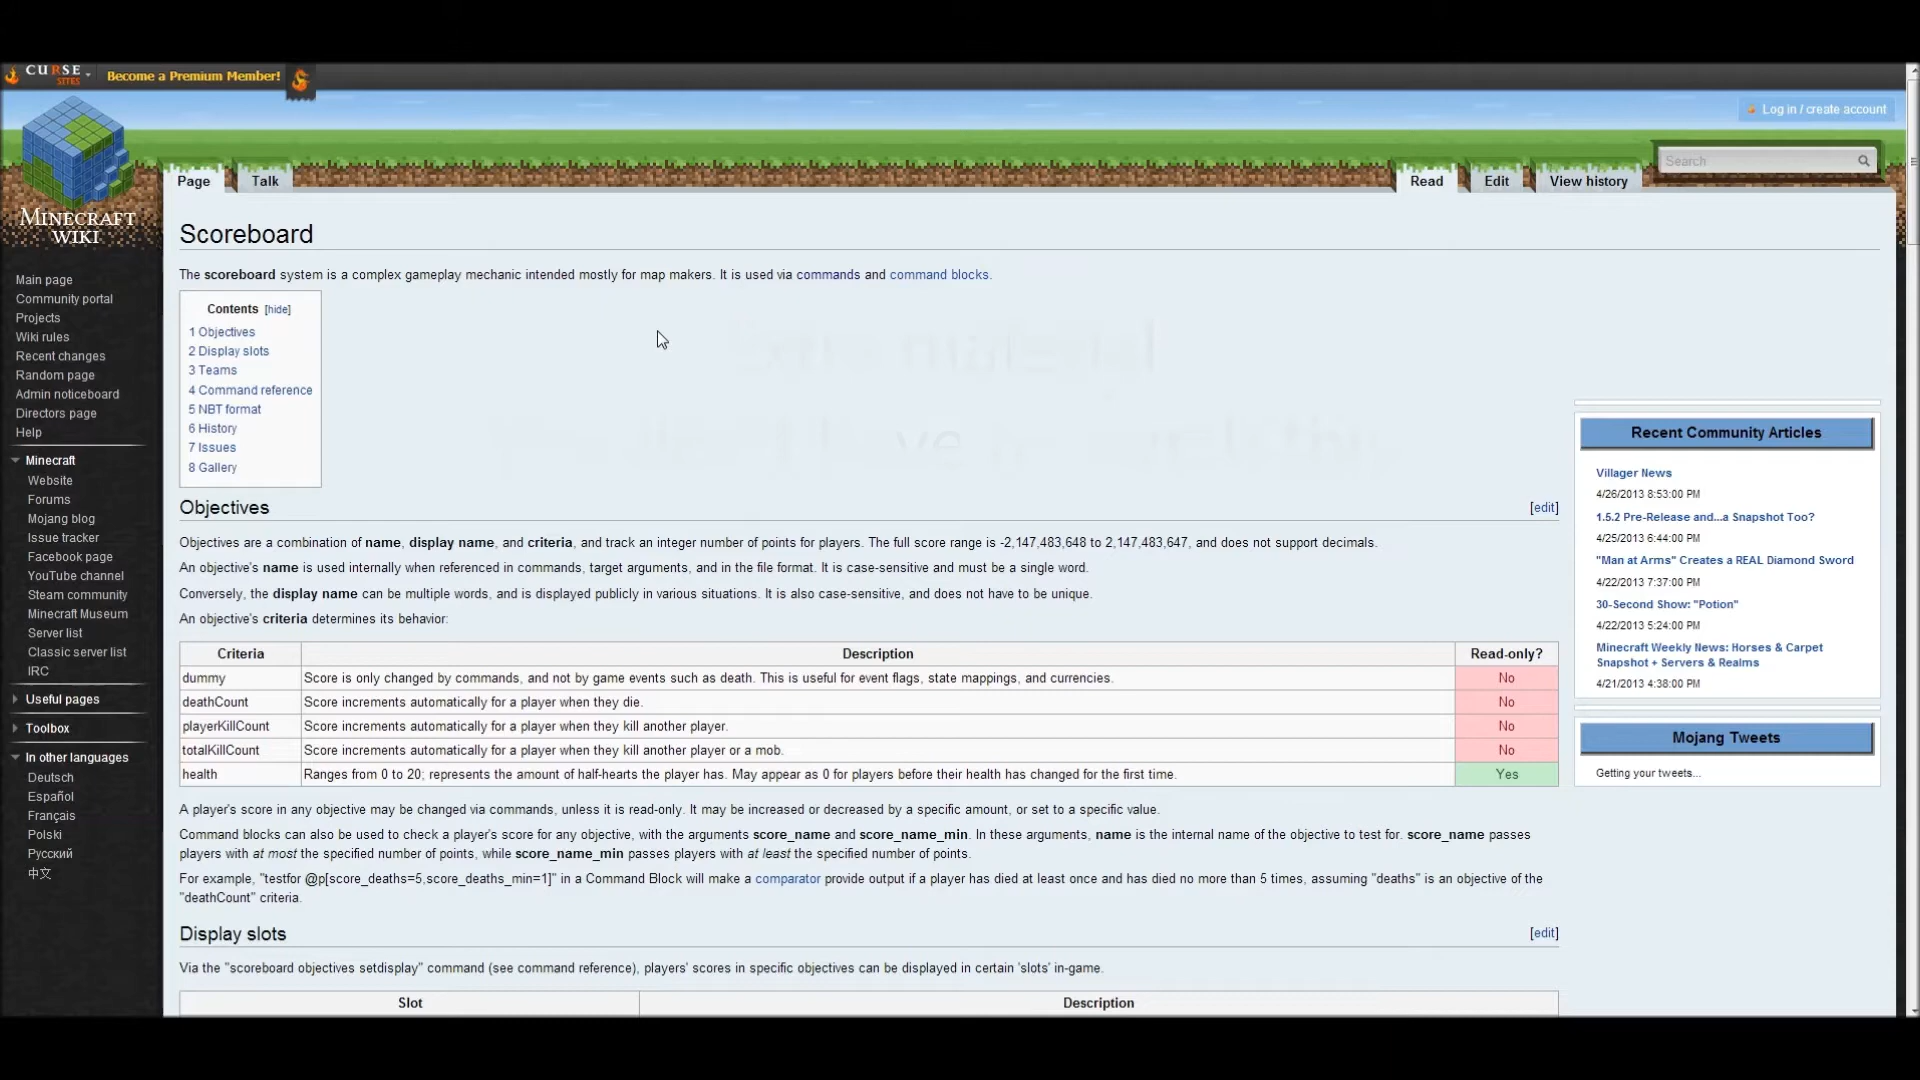 CURSE
SITES
Become a Premium Member!
Log in / create account
Search
MINECRAFT
WIKI
Page
Talk
Read
Edit
View history
Main page
Community portal
Projects
Wiki rules
Recent changes
Random page
Admin noticeboard
Directors page
Help
Minecraft
Website
Forums
Mojang blog
Issue tracker
Facebook page
YouTube channel
Steam community
Minecraft Museum
Server list
Classic server list
IRC
Useful pages
Toolbox
In other languages
Deutsch
Español
Français
Polski
Русский
中文
Scoreboard
The scoreboard system is a complex gameplay mechanic intended mostly for map makers. It is used via commands and command blocks.
Contents [hide]
1 Objectives
2 Display slots
3 Teams
4 Command reference
5 NBT format
6 History
7 Issues
8 Gallery
Objectives [edit]
Objectives are a combination of name, display name, and criteria, and track an integer number of points for players. The full score range is -2,147,483,648 to 2,147,483,647, and does not support decimals.
An objective's name is used internally when referenced in commands, target arguments, and in the file format. It is case-sensitive and must be a single word.
Conversely, the display name can be multiple words, and is displayed publicly in various situations. It is also case-sensitive, and does not have to be unique.
An objective's criteria determines its behavior:
Criteria Description Read-only?
dummy Score is only changed by commands, and not by game events such as death. This is useful for event flags, state mappings, and currencies. No
deathCount Score increments automatically for a player when they die. No
playerKillCount Score increments automatically for a player when they kill another player. No
totalKillCount Score increments automatically for a player when they kill another player or a mob. No
health Ranges from 0 to 20; represents the amount of half-hearts the player has. May appear as 0 for players before their health has changed for the first time. Yes
A player's score in any objective may be changed via commands, unless it is read-only. It may be increased or decreased by a specific amount, or set to a specific value.
Command blocks can also be used to check a player's score for any objective, with the arguments score_name and score_name_min. In these arguments, name is the internal name of the objective to test for. score_name passes
players with at most the specified number of points, while score_name_min passes players with at least the specified number of points.
For example, "testfor @p[score_deaths=5,score_deaths_min=1]" in a Command Block will make a comparator provide output if a player has died at least once and has died no more than 5 times, assuming "deaths" is an objective of the
"deathCount" criteria.
Display slots [edit]
Via the "scoreboard objectives setdisplay" command (see command reference), players' scores in specific objectives can be displayed in certain 'slots' in-game.
Slot Description
Recent Community Articles
Villager News
4/26/2013 8:53:00 PM
1.5.2 Pre-Release and...a Snapshot Too?
4/25/2013 6:44:00 PM
"Man at Arms" Creates a REAL Diamond Sword
4/22/2013 7:37:00 PM
30-Second Show: "Potion"
4/22/2013 5:24:00 PM
Minecraft Weekly News: Horses & Carpet
Snapshot + Servers & Realms
4/21/2013 4:38:00 PM
Mojang Tweets
Getting your tweets...